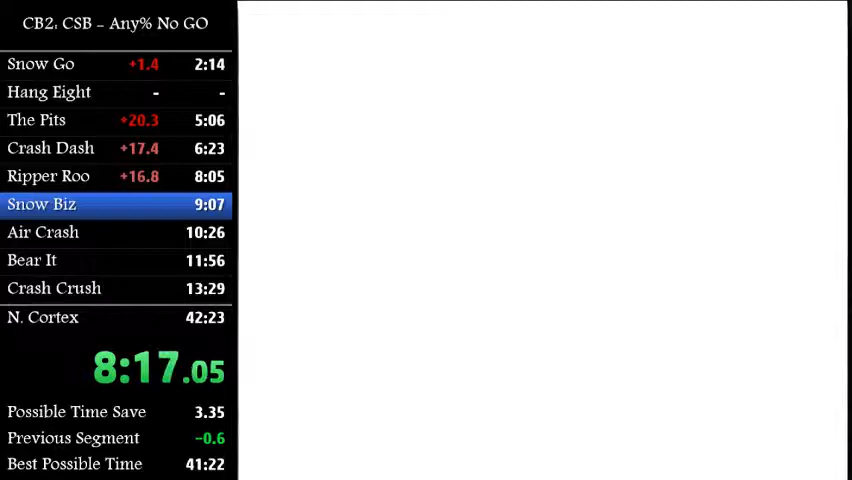 CB2: CSB - Any% No GO
Snow Go +1.4 2:14
Hang Eight - -
The Pits +20.3 5:06
Crash Dash +17.4 6:23
Ripper Roo +16.8 8:05
Snow Biz 9:07
Air Crash 10:26
Bear It 11:56
Crash Crush 13:29
N. Cortex 42:23
8:17.05
Possible Time Save 3.35
Previous Segment -0.6
Best Possible Time 41:22